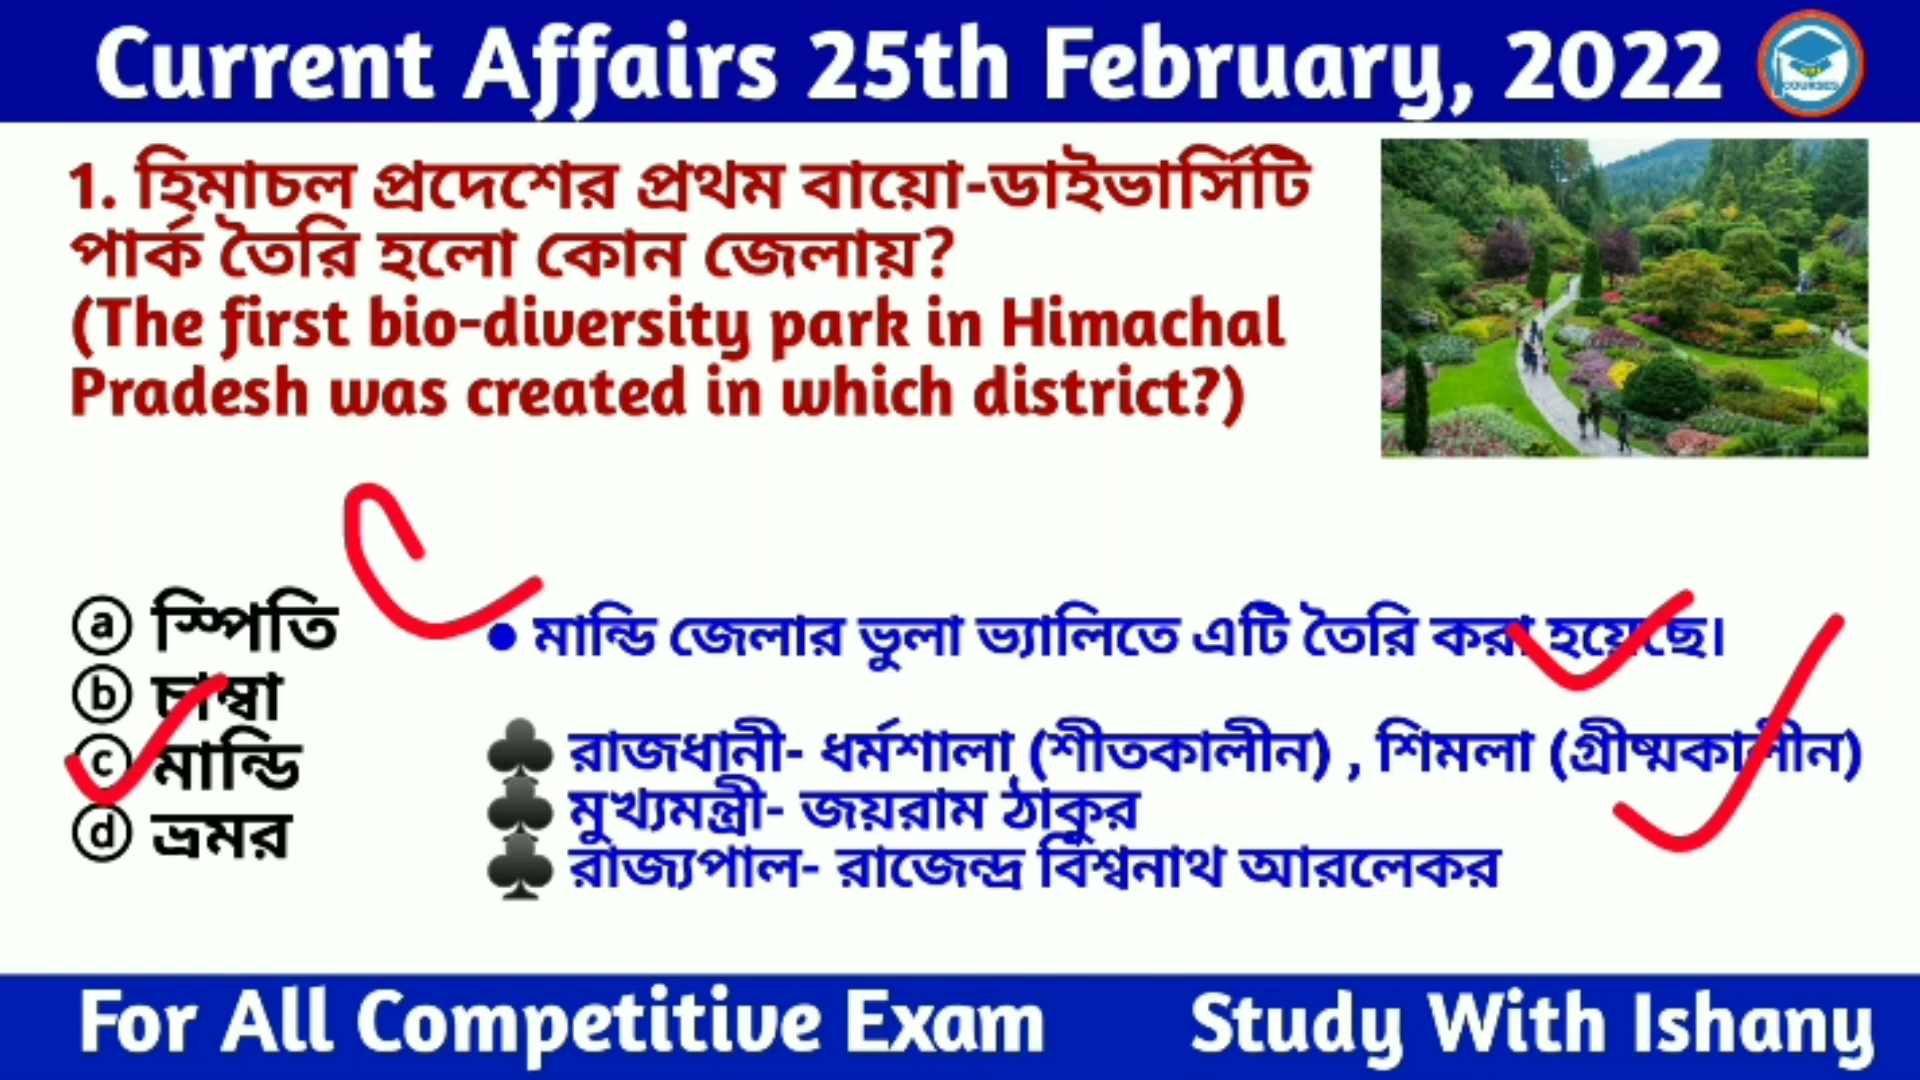 Current Affairs 25th February, 2022
COURSES
1. হিমাচল প্রদেশের প্রথম বায়ো-ডাইভার্সিটি
পার্ক তৈরি হলো কোন জেলায়?
(The first bio-diversity park in Himachal
Pradesh was created in which district?)
ⓐ স্পিতি
ⓑ চাম্বা
ⓒ মান্ডি
ⓓ ভ্রমর
● মান্ডি জেলার ভুলা ভ্যালিতে এটি তৈরি করা হয়েছে।
♣ রাজধানী- ধর্মশালা (শীতকালীন) , শিমলা (গ্রীষ্মকালীন)
♣ মুখ্যমন্ত্রী- জয়রাম ঠাকুর
♣ রাজ্যপাল- রাজেন্দ্র বিশ্বনাথ আরলেকর
For All Competitive Exam
Study With Ishany